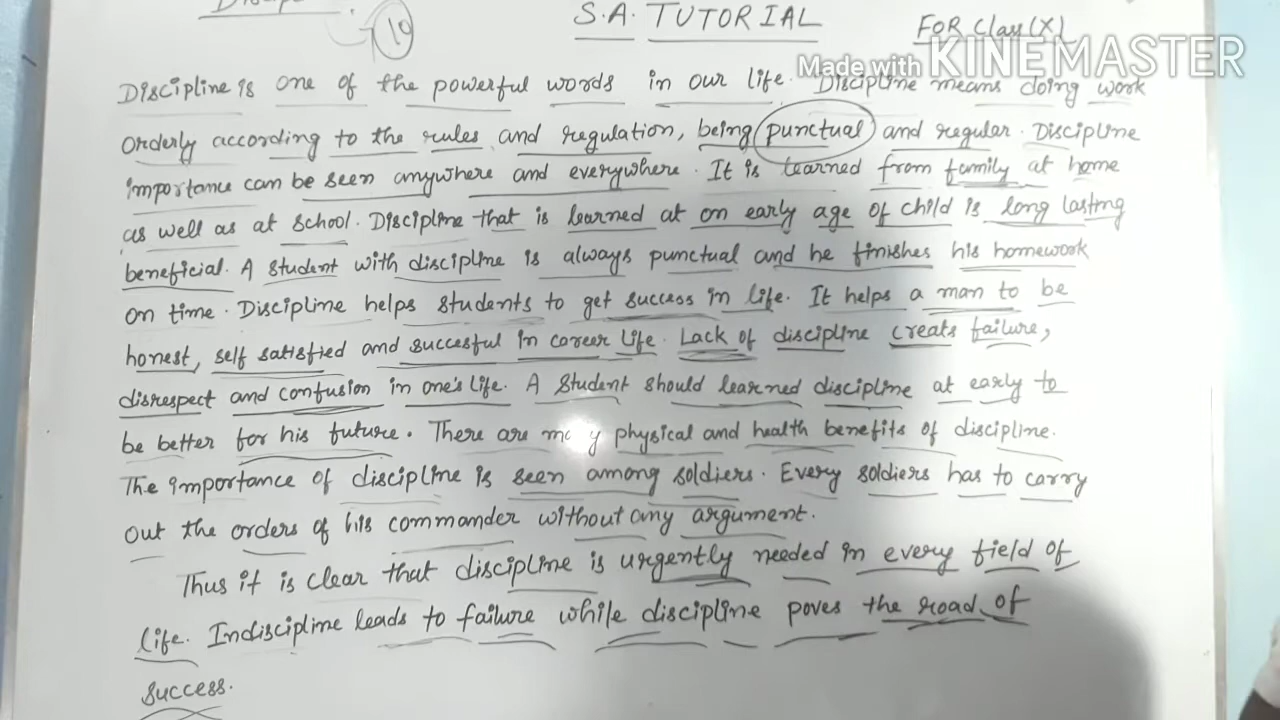 S.A. TUTORIAL
FOR Class(X)
19
Made with KINEMASTER
Discipline is one of the powerful words in our life. Discipline means doing work
orderly according to the rules and regulation, being punctual and regular. Discipline
importance can be seen anywhere and everywhere. It is learned from family at home
as well as at school. Discipline that is learned at on early age of child is long lasting
beneficial. A student with discipline is always punctual and he finishes his homework
on time. Discipline helps students to get success in life. It helps a man to be
honest, self satisfied and succesful in career life. Lack of discipline creats failure,
disrespect and confusion in one's life. A student should learned discipline at early to
be better for his future. There are physical and health benefits of discipline.
The importance of discipline is seen among soldiers. Every soldiers has to carry
out the orders of his commander without any argument.
Thus it is clear that discipline is urgently needed in every field of
life. Indiscipline leads to failure while discipline poves the road of
success.